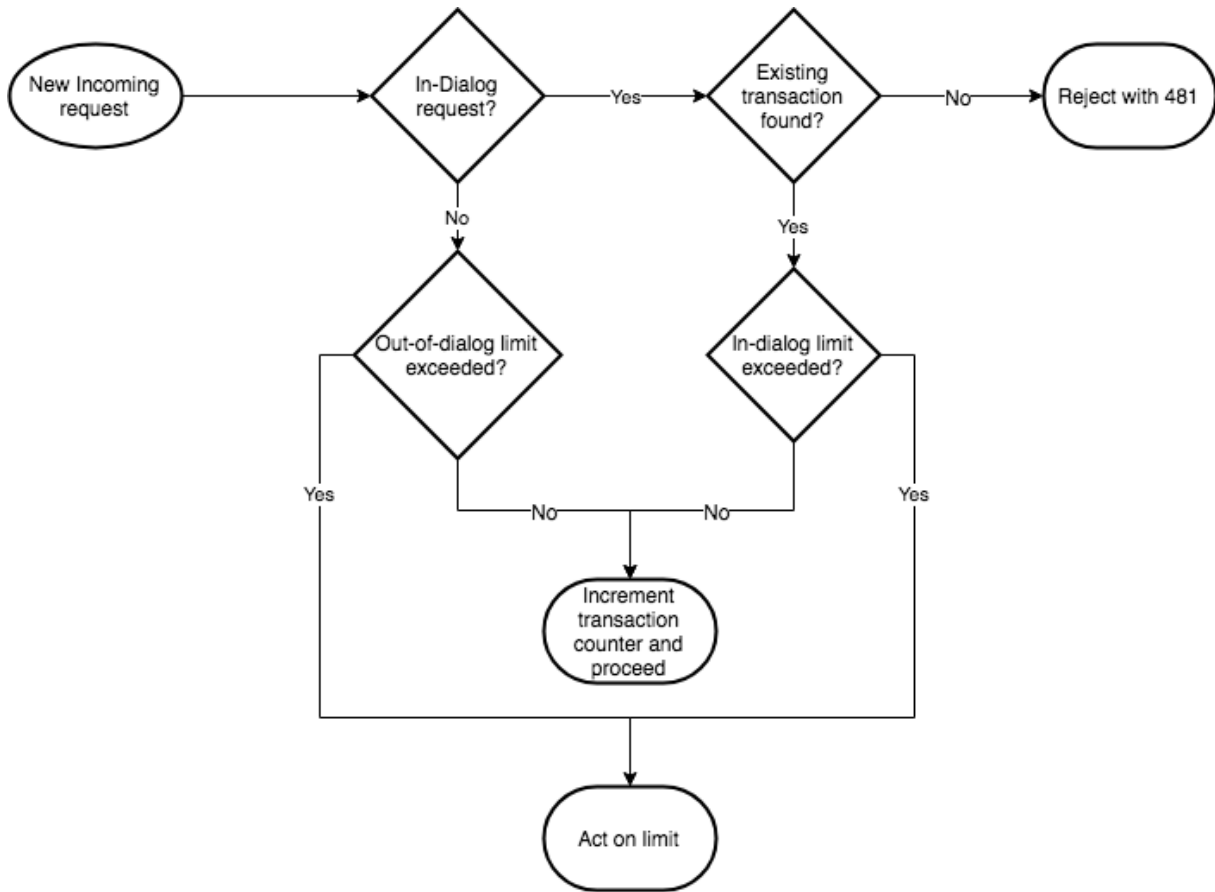 New Incoming
request
In-Dialog
request?
Yes
Existing
transaction
found?
No
Reject with 481
No
Yes
Out-of-dialog limit
exceeded?
In-dialog limit
exceeded?
Yes
No
No
Yes
Increment
transaction
counter and
proceed
Act on limit